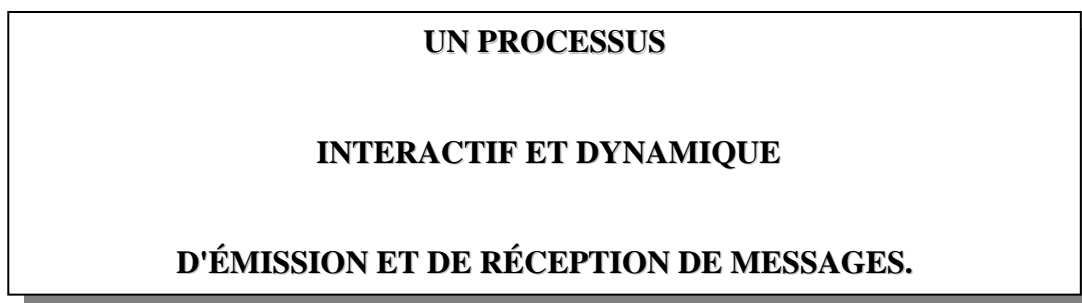 UN PROCESSUS
INTERACTIF ET DYNAMIQUE
D'ÉMISSION ET DE RÉCEPTION DE MESSAGES.